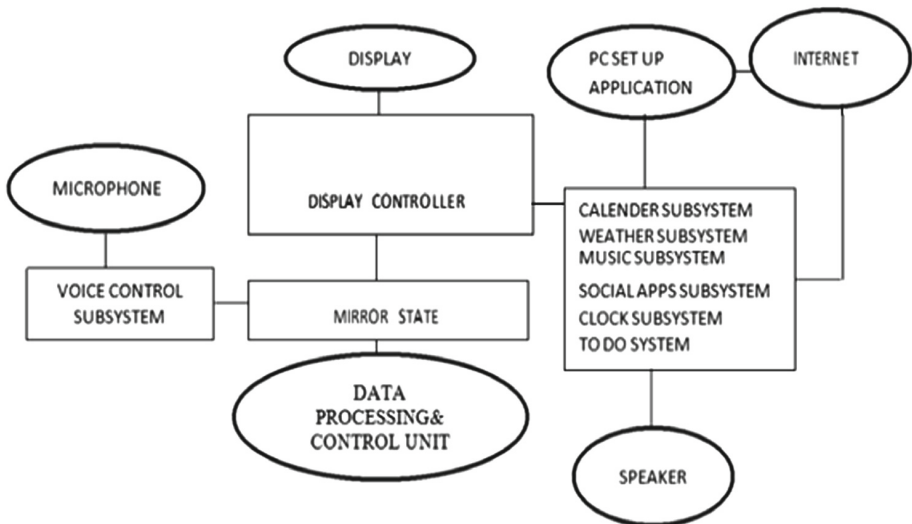 DISPLAY
PC SET UP
APPLICATION
INTERNET
MICROPHONE
DISPLAY CONTROLLER
CALENDER SUBSYSTEM
WEATHER SUBSYSTEM
MUSIC SUBSYSTEM
SOCIAL APPS SUBSYSTEM
CLOCK SUBSYSTEM
TO DO SYSTEM
VOICE CONTROL
SUBSYSTEM
MIRROR STATE
DATA
PROCESSING&
CONTROL UNIT
SPEAKER